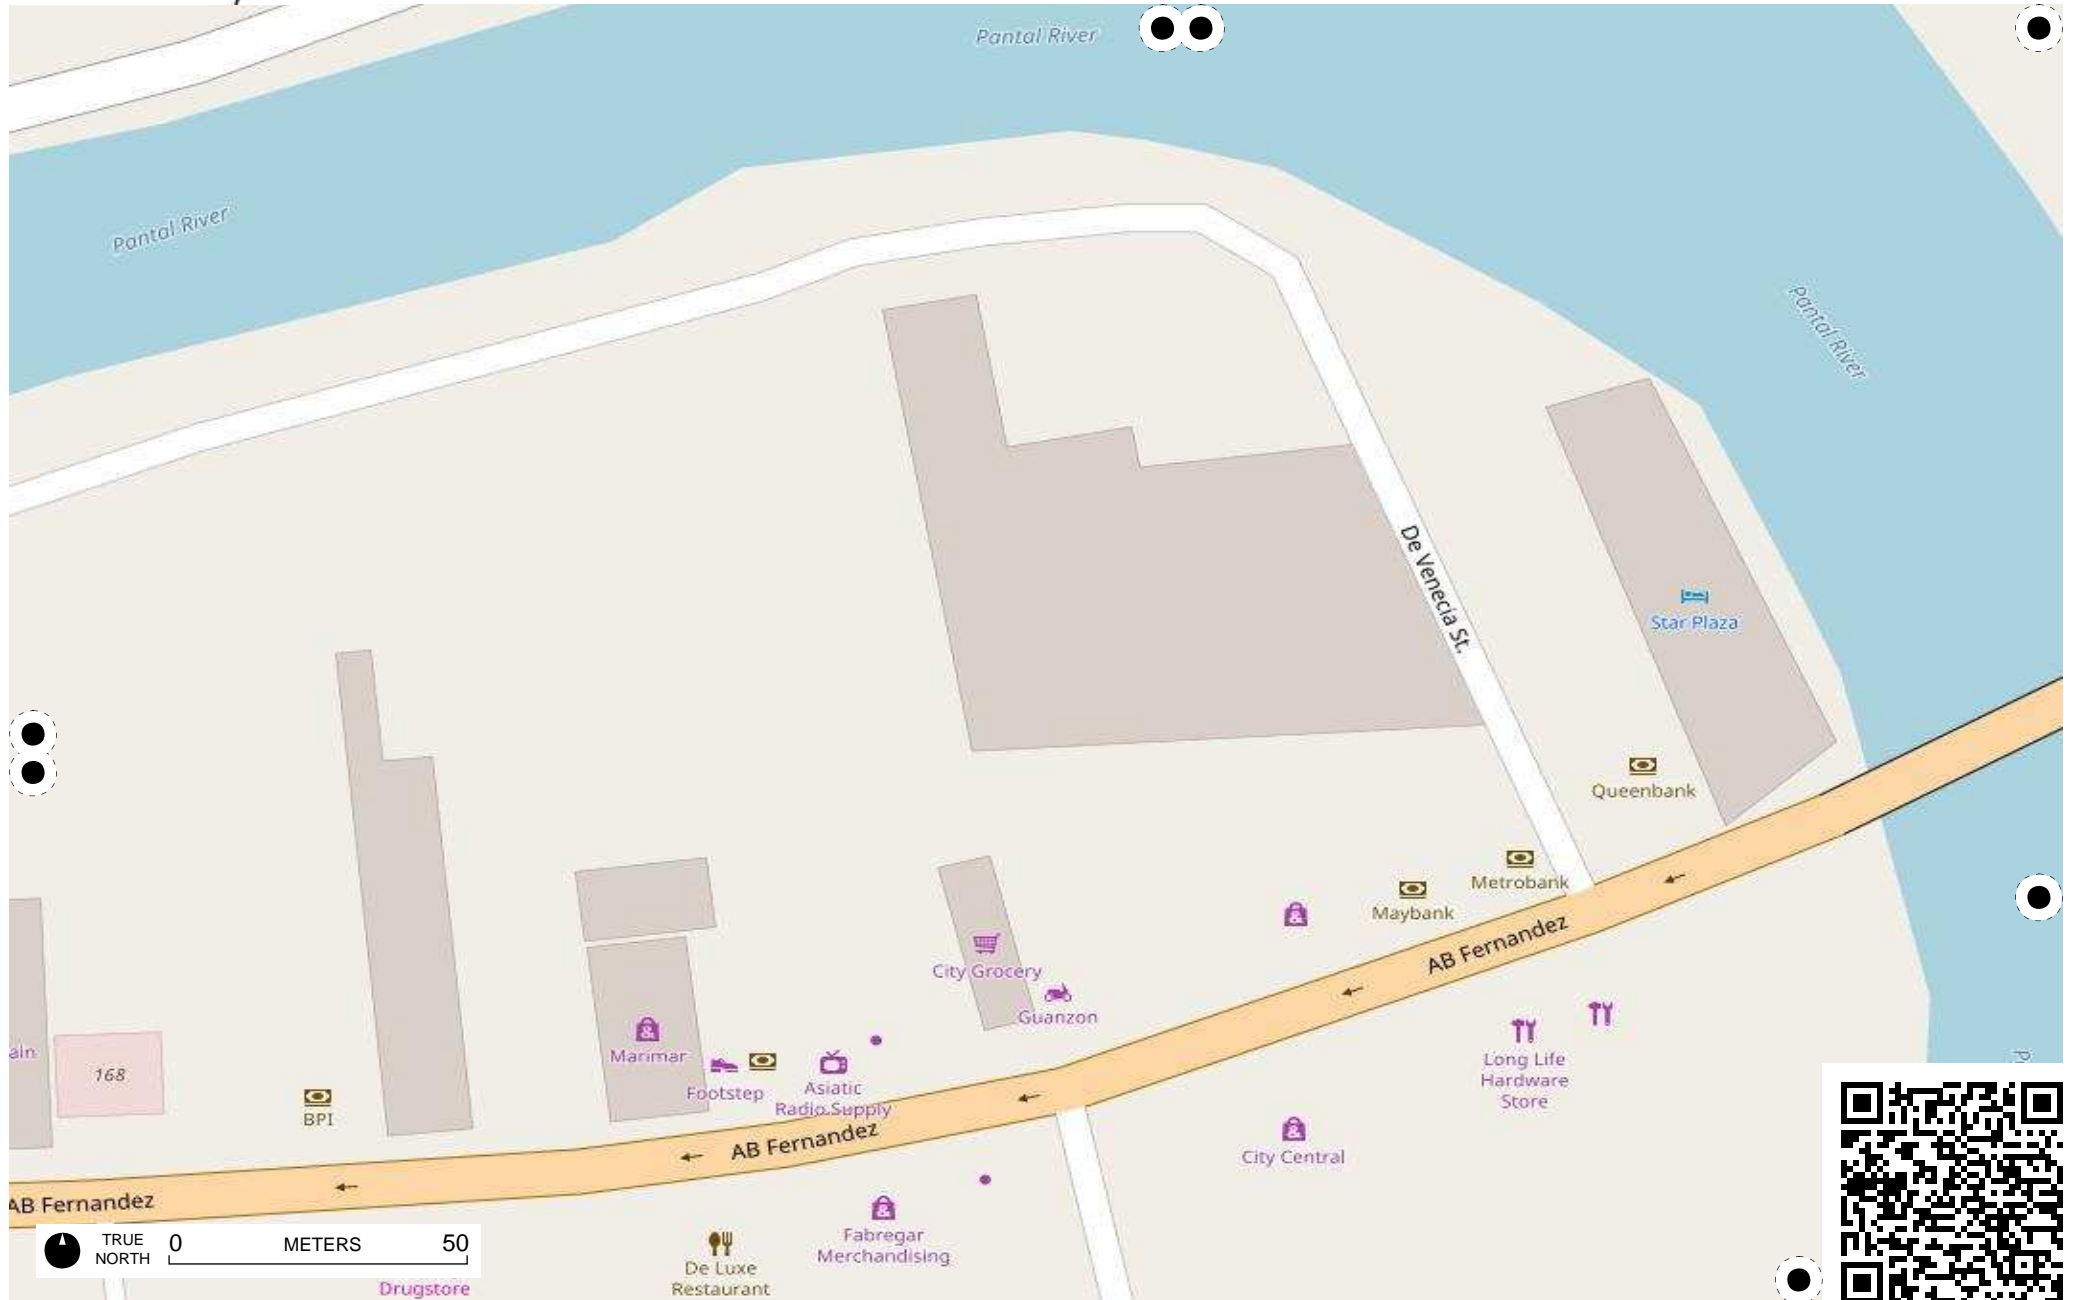 Pantal River
Pantal River
Pantal River
De Venecia St.
Star Plaza
Queenbank
Metrobank
Maybank
AB Fernandez
City Grocery
Guanzon
ain
168
BPI
Marimar
Footstep
Asiatic
Radio Supply
Long Life
Hardware
Store
P
AB Fernandez
City Central
AB Fernandez
Fabregar
Merchandising
De Luxe
Restaurant
Drugstore
TRUE
NORTH
0 METERS 50